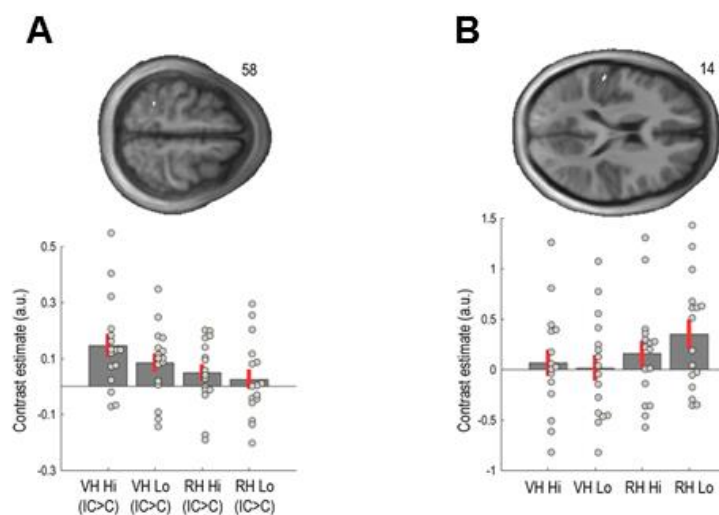 A
58
Contrast estimate (a.u.)
0.5
0.3
0.1
-0.1
-0.3
VH Hi VH Lo RH Hi RH Lo
(IC>C) (IC>C) (IC>C) (IC>C)
B
14
Contrast estimate (a.u.)
1.5
1
0.5
0
-0.5
-1
VH Hi VH Lo RH Hi RH Lo